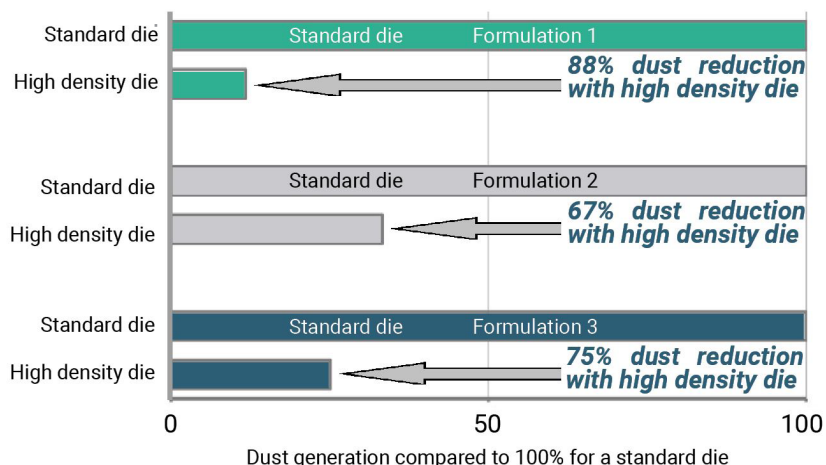 Standard die
Standard die Formulation 1
High density die
88% dust reduction
with high density die
Standard die
Standard die Formulation 2
High density die
67% dust reduction
with high density die
Standard die
Standard die Formulation 3
High density die
75% dust reduction
with high density die
0 50 100
Dust generation compared to 100% for a standard die